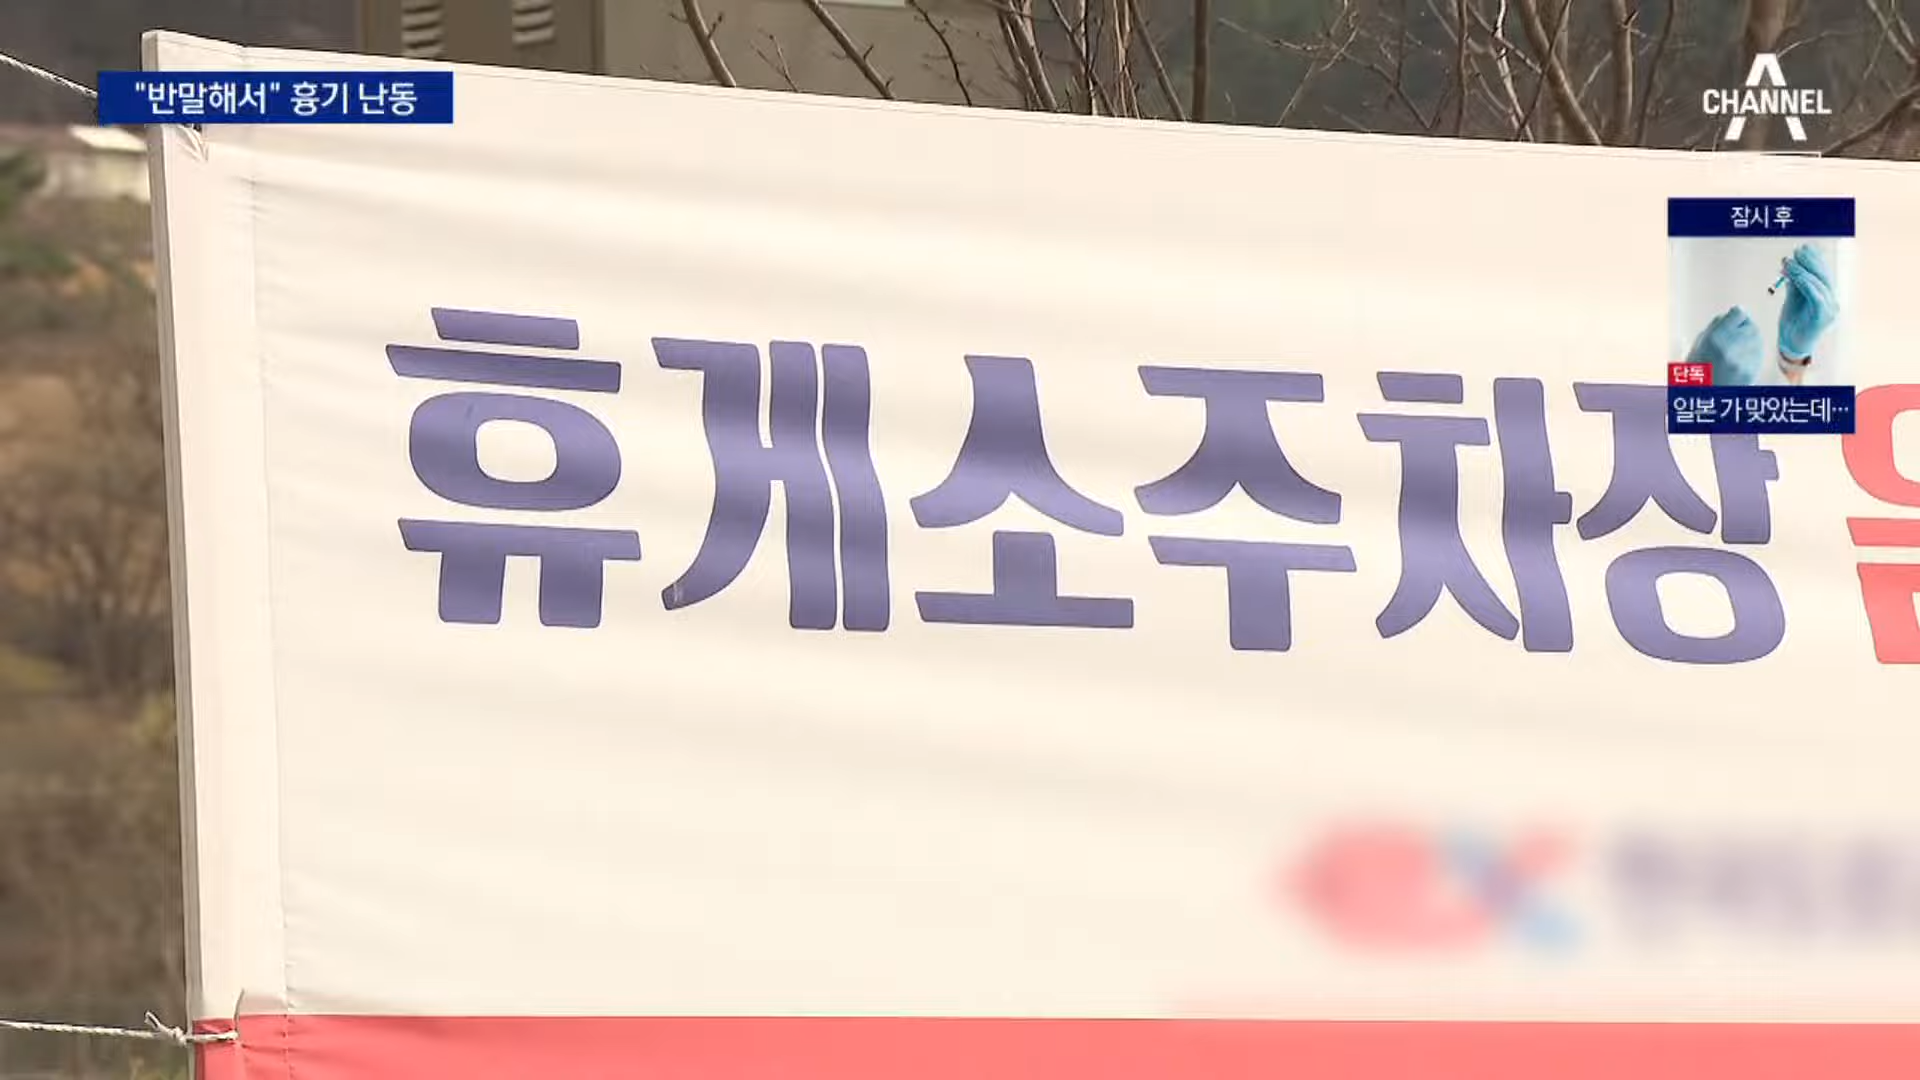 "반말해서" 흉기 난동
CHANNEL A
잠시 후
단독
일본 가 맞았는데…
휴게소주차장